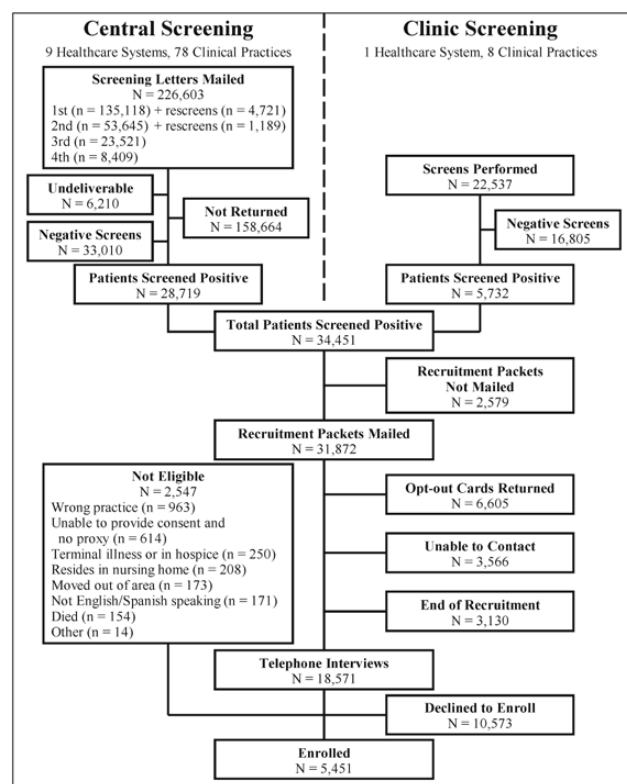 Central Screening
9 Healthcare Systems, 78 Clinical Practices
Clinic Screening
1 Healthcare System, 8 Clinical Practices
Screening Letters Mailed
N = 226,603
1st (n = 135,118) + rescreens (n = 4,721)
2nd (n = 53,645) + rescreens (n = 1,189)
3rd (n = 23,521)
4th (n = 8,409)
Undeliverable
N = 6,210
Not Returned
N = 158,664
Negative Screens
N = 33,010
Patients Screened Positive
N = 28,719
Screens Performed
N = 22,537
Negative Screens
N = 16,805
Patients Screened Positive
N = 5,732
Total Patients Screened Positive
N = 34,451
Recruitment Packets
Not Mailed
N = 2,579
Recruitment Packets Mailed
N = 31,872
Not Eligible
N = 2,547
Wrong practice (n = 963)
Unable to provide consent and
no proxy (n = 614)
Terminal illness or in hospice (n = 250)
Resides in nursing home (n = 208)
Moved out of area (n = 173)
Not English/Spanish speaking (n = 171)
Died (n = 154)
Other (n = 14)
Opt-out Cards Returned
N = 6,605
Unable to Contact
N = 3,566
End of Recruitment
N = 3,130
Telephone Interviews
N = 18,571
Declined to Enroll
N = 10,573
Enrolled
N = 5,451